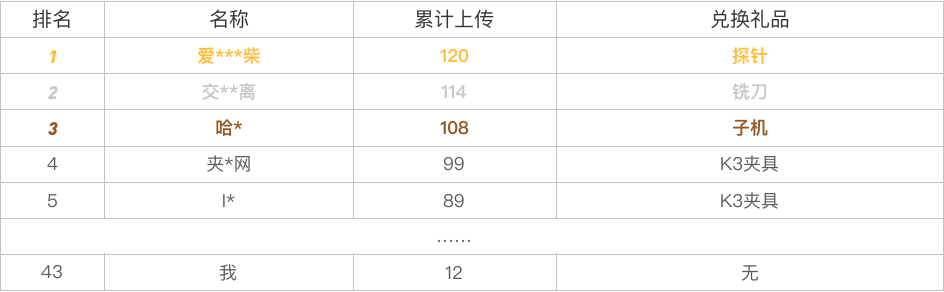 排名 名称 累计上传 兑换礼品
1 爱***柴 120 探针
2 交**离 114 铣刀
3 哈* 108 子机
4 夹*网 99 K3夹具
5 I* 89 K3夹具
……
43 我 12 无